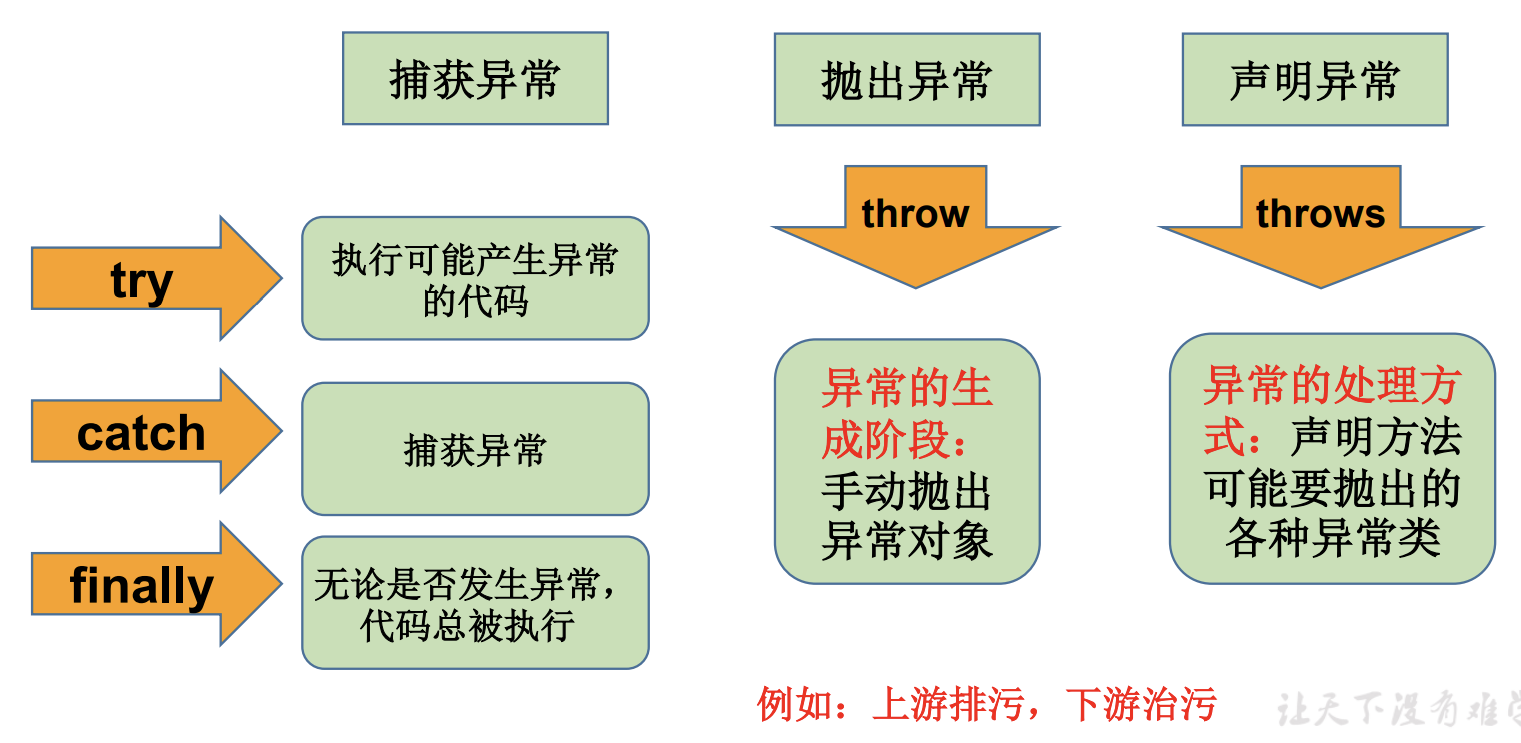 捕获异常
抛出异常
声明异常
try
执行可能产生异常
的代码
catch
捕获异常
finally
无论是否发生异常，
代码总被执行
throw
异常的生
成阶段：
手动抛出
异常对象
throws
异常的处理方
式：声明方法
可能要抛出的
各种异常类
例如：上游排污，下游治污
让天下没有难学